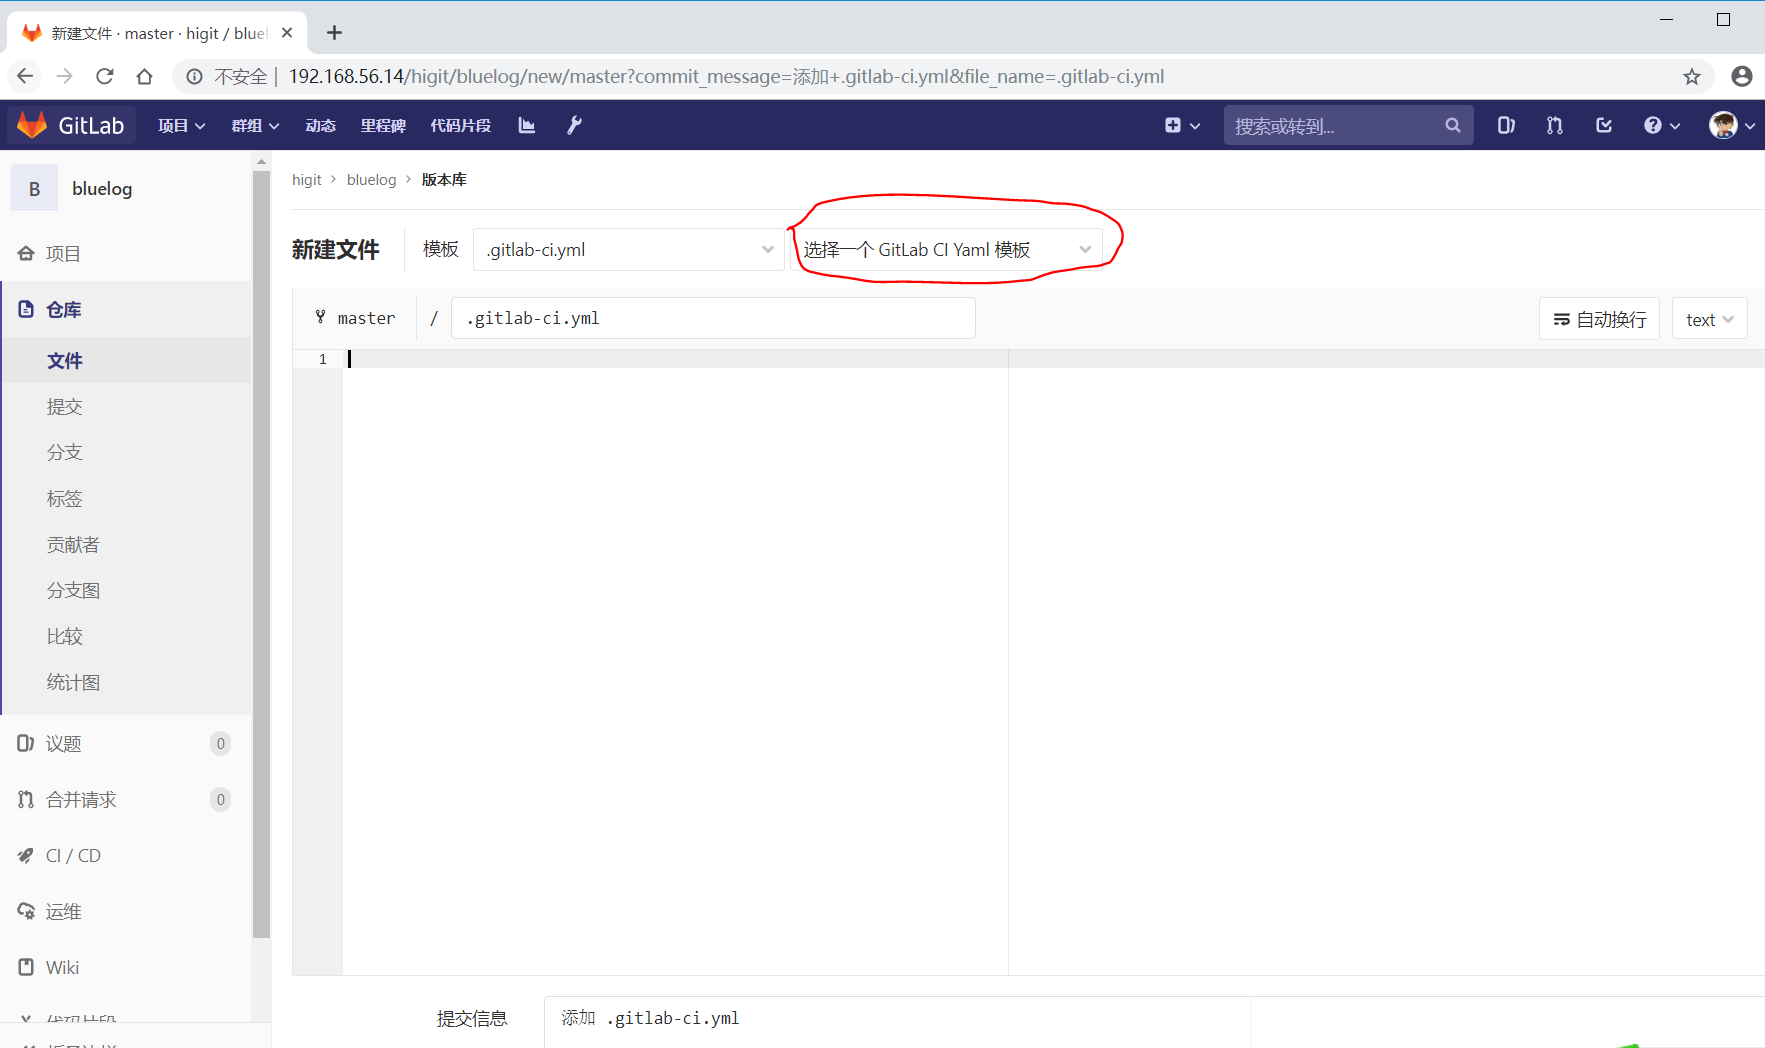 新建文件 · master · higit / bluel
不安全 | 192.168.56.14/higit/bluelog/new/master?commit_message=添加+.gitlab-ci.yml&file_name=.gitlab-ci.yml
GitLab 项目 群组 动态 里程碑 代码片段 搜索或转到...
B bluelog
higit > bluelog > 版本库
新建文件 模板 .gitlab-ci.yml 选择一个 GitLab CI Yaml 模板
master / .gitlab-ci.yml 自动换行 text
1
项目
仓库
文件
提交
分支
标签
贡献者
分支图
比较
统计图
议题 0
合并请求 0
CI / CD
运维
Wiki
代码片段
提交信息 添加 .gitlab-ci.yml